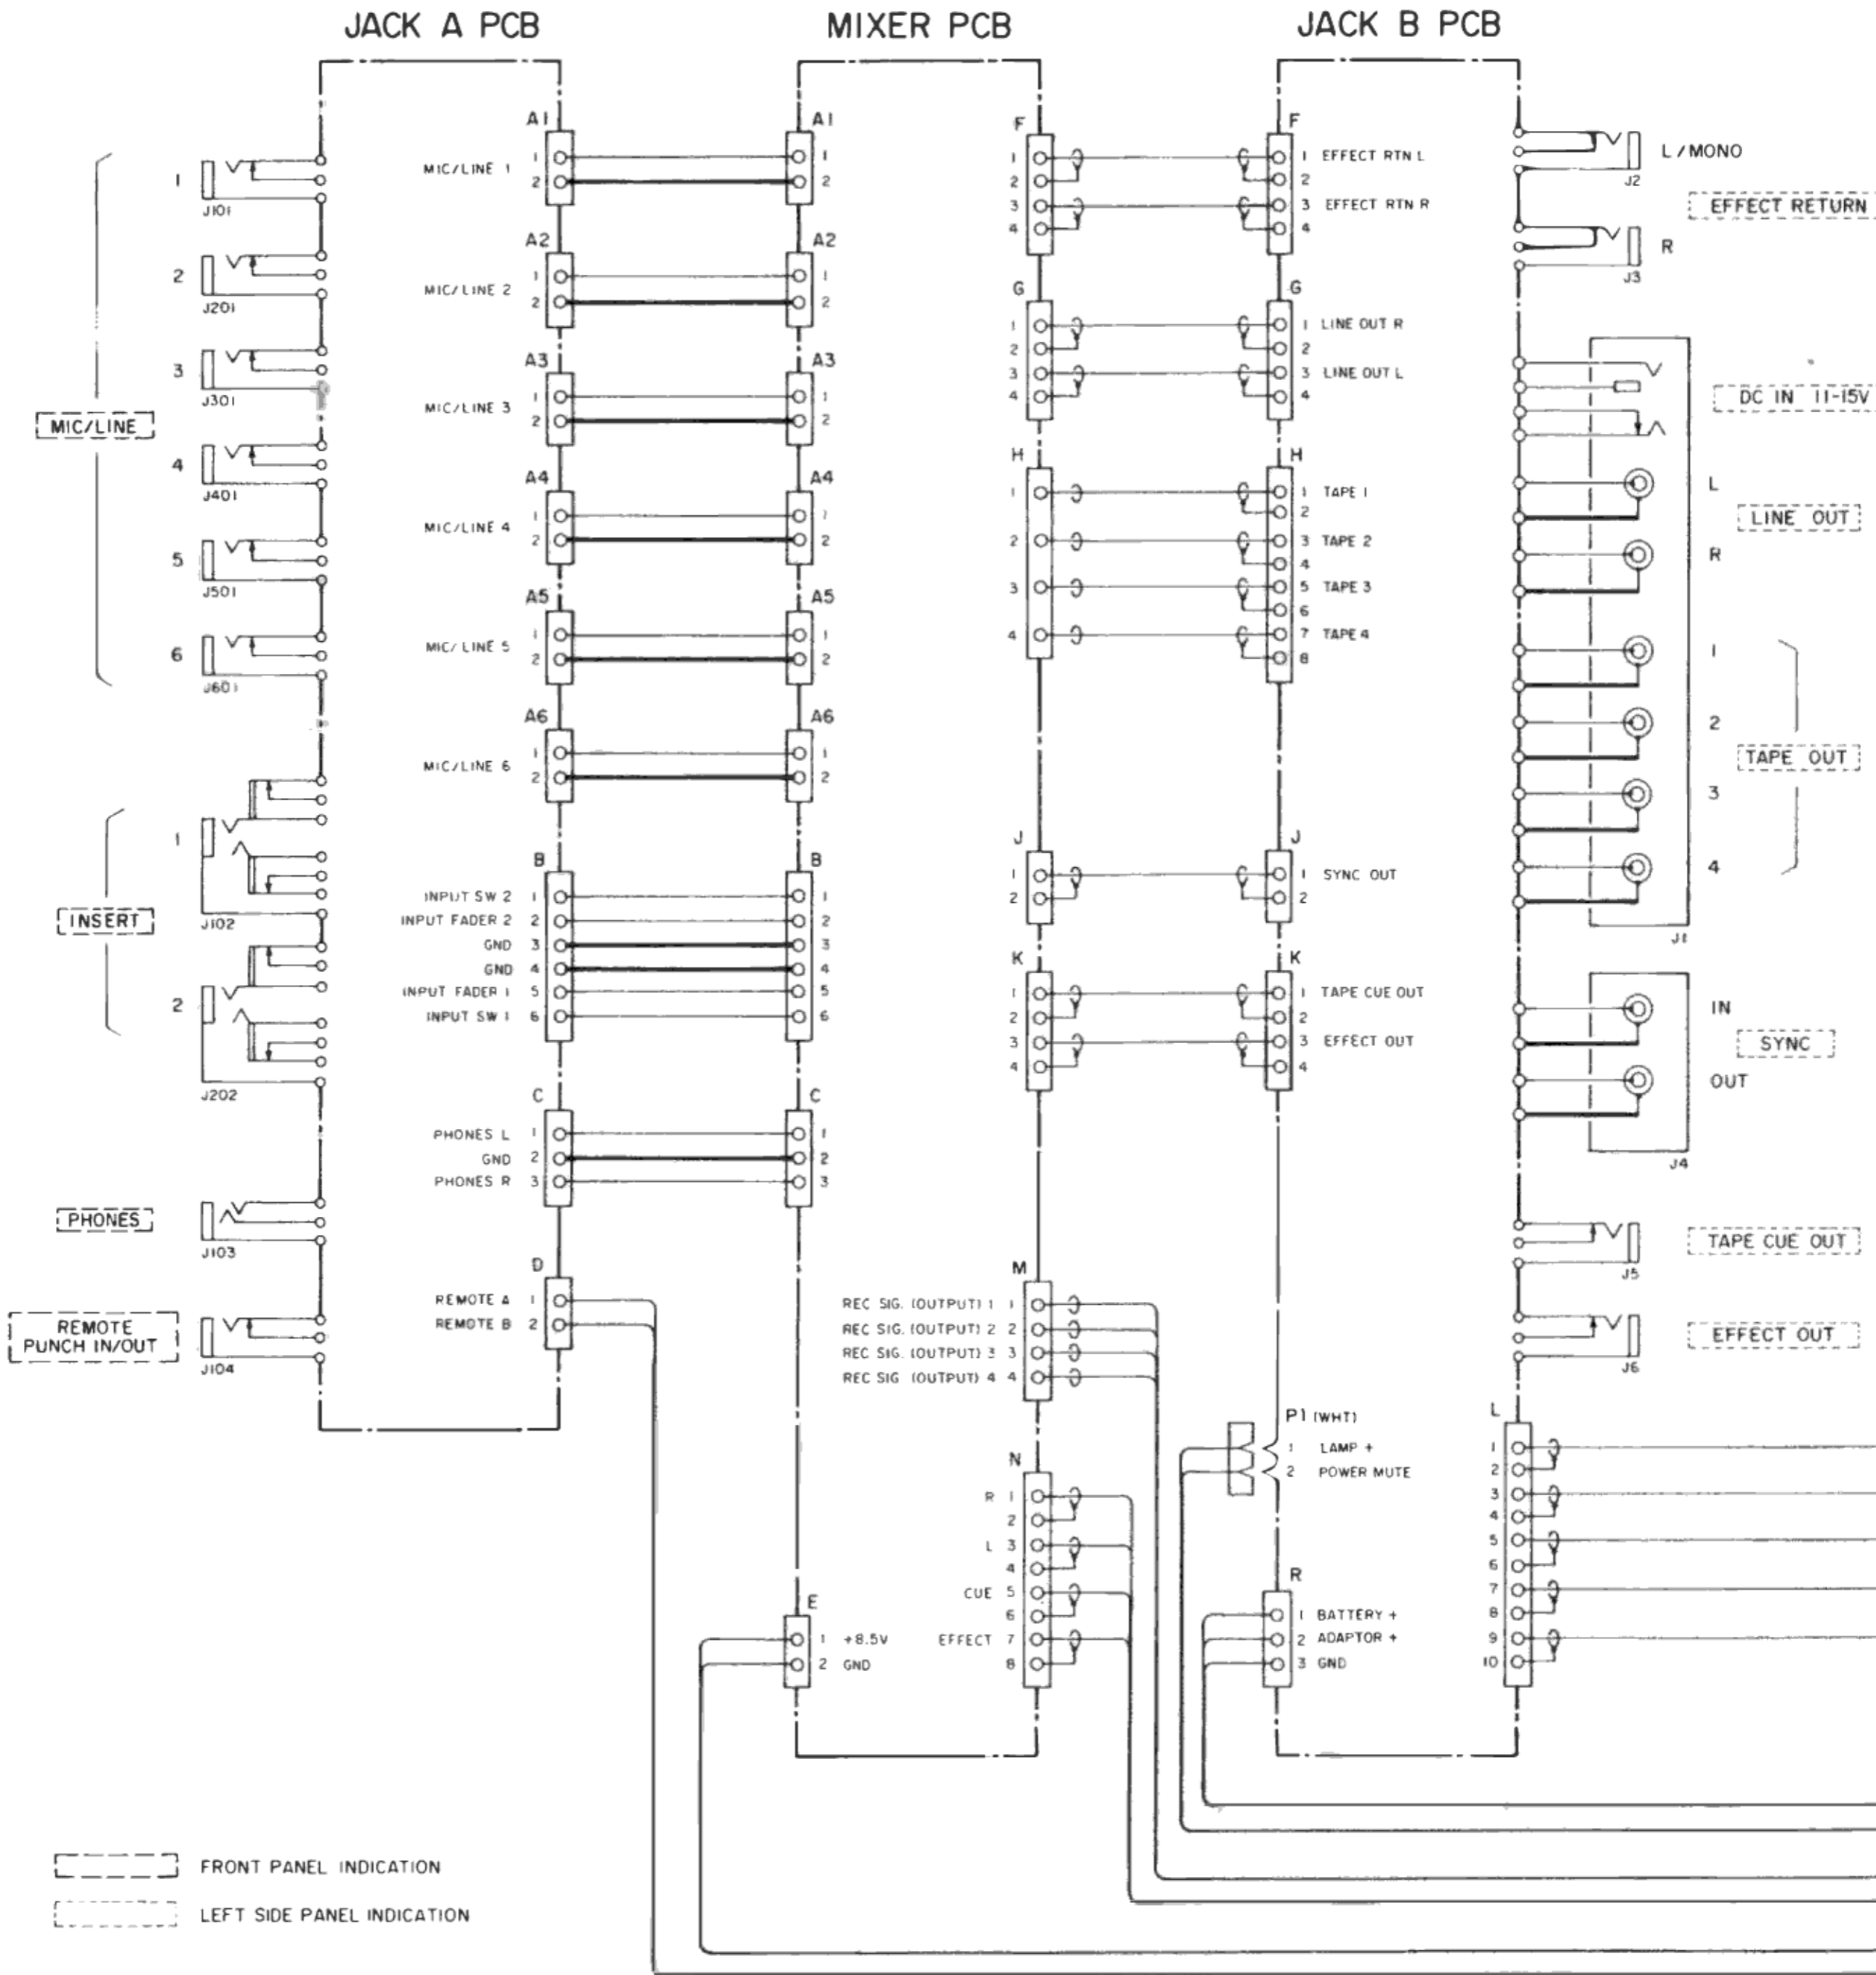 JACK A PCB
MIXER PCB
JACK B PCB
MIC/LINE
1
J101
2
J201
3
J301
4
J401
5
J501
6
J601
INSERT
1
J102
2
J202
PHONES
J103
REMOTE
PUNCH IN/OUT
J104
A1
MIC/LINE 1 1
2
A2
MIC/LINE 2 1
2
A3
MIC/LINE 3 1
2
A4
MIC/LINE 4 1
2
A5
MIC/LINE 5 1
2
A6
MIC/LINE 6 1
2
B
INPUT SW 2 1
INPUT FADER 2 2
GND 3
GND 4
INPUT FADER 1 5
INPUT SW 1 6
C
PHONES L 1
GND 2
PHONES R 3
D
REMOTE A 1
REMOTE B 2
A1
1
2
A2
1
2
A3
1
2
A4
1
2
A5
1
2
A6
1
2
B
1
2
3
4
5
6
C
1
2
3
E
1 +8.5V
2 GND
F
1
2
3
4
G
1
2
3
4
H
1
2
3
4
J
1
2
K
1
2
3
4
M
REC SIG. (OUTPUT) 1 1
REC SIG. (OUTPUT) 2 2
REC SIG. (OUTPUT) 3 3
REC SIG (OUTPUT) 4 4
N
R 1
2
L 3
4
CUE 5
6
EFFECT 7
8
F
1 EFFECT RTN L
2
3 EFFECT RTN R
4
G
1 LINE OUT R
2
3 LINE OUT L
4
H
1 TAPE 1
2
3 TAPE 2
4
5 TAPE 3
6
7 TAPE 4
8
J
1 SYNC OUT
2
K
1 TAPE CUE OUT
2
3 EFFECT OUT
4
P1 (WHT)
1 LAMP +
2 POWER MUTE
R
1 BATTERY +
2 ADAPTOR +
3 GND
L
1
2
3
4
5
6
7
8
9
10
L/MONO
J2
EFFECT RETURN
R
J3
DC IN 11-15V
L
LINE OUT
R
1
2
TAPE OUT
3
4
J1
IN
SYNC
OUT
J4
TAPE CUE OUT
J5
EFFECT OUT
J6
FRONT PANEL INDICATION
LEFT SIDE PANEL INDICATION